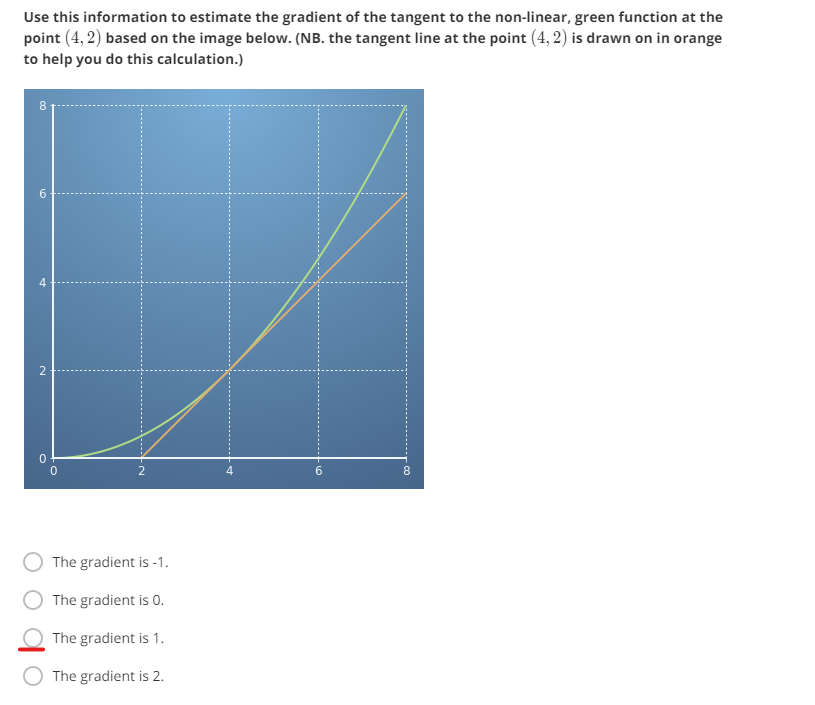 Use this information to estimate the gradient of the tangent to the non-linear, green function at the
point (4, 2) based on the image below. (NB. the tangent line at the point (4, 2) is drawn on in orange
to help you do this calculation.)
8
6
4
2
0
0 2 4 6 8
The gradient is -1.
The gradient is 0.
The gradient is 1.
The gradient is 2.